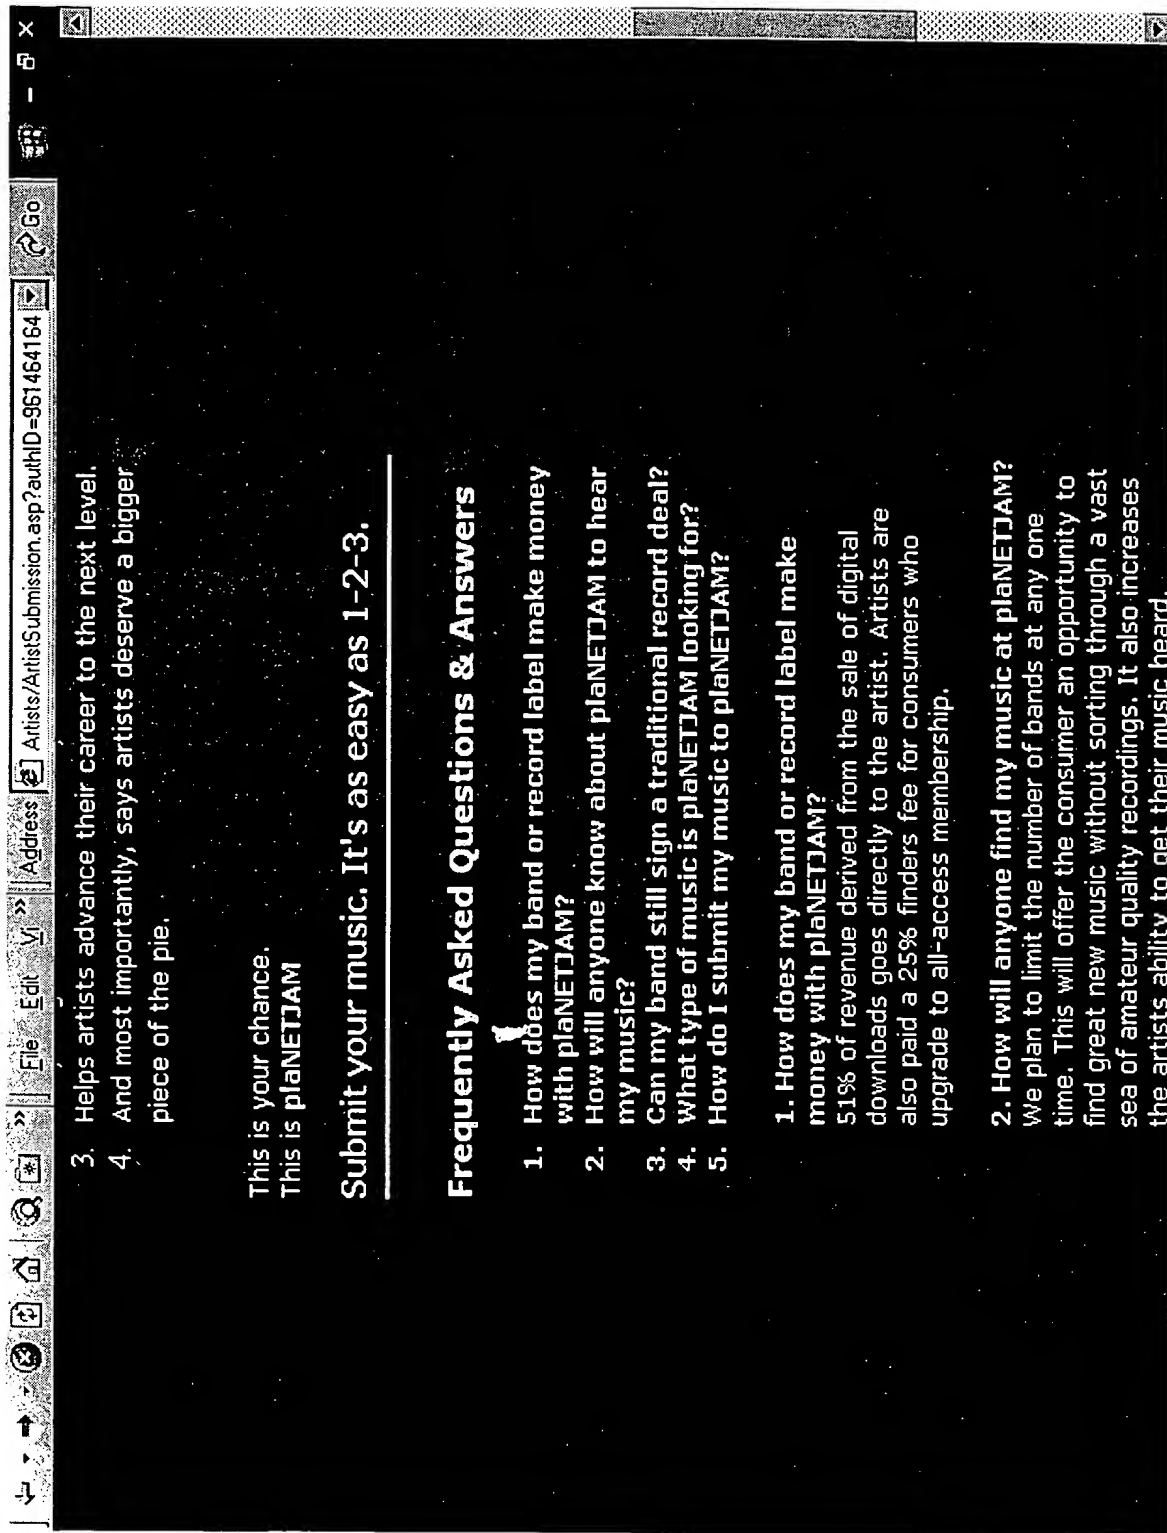 File Edit Vi » Address Artists/ArtistSubmission.asp?authID=961464164 Go
3. Helps artists advance their career to the next level.
4. And most importantly, says artists deserve a bigger
piece of the pie.
This is your chance.
This is plaNETJAM
Submit your music. It's as easy as 1-2-3.
Frequently Asked Questions & Answers
1. How does my band or record label make money
with plaNETJAM?
2. How will anyone know about plaNETJAM to hear
my music?
3. Can my band still sign a traditional record deal?
4. What type of music is plaNETJAM looking for?
5. How do I submit my music to plaNETJAM?
1. How does my band or record label make
money with plaNETJAM?
51% of revenue derived from the sale of digital
downloads goes directly to the artist. Artists are
also paid a 25% finders fee for consumers who
upgrade to all-access membership.
2. How will anyone find my music at plaNETJAM?
We plan to limit the number of bands at any one
time. This will offer the consumer an opportunity to
find great new music without sorting through a vast
sea of amateur quality recordings. It also increases
the artists ability to get their music heard.